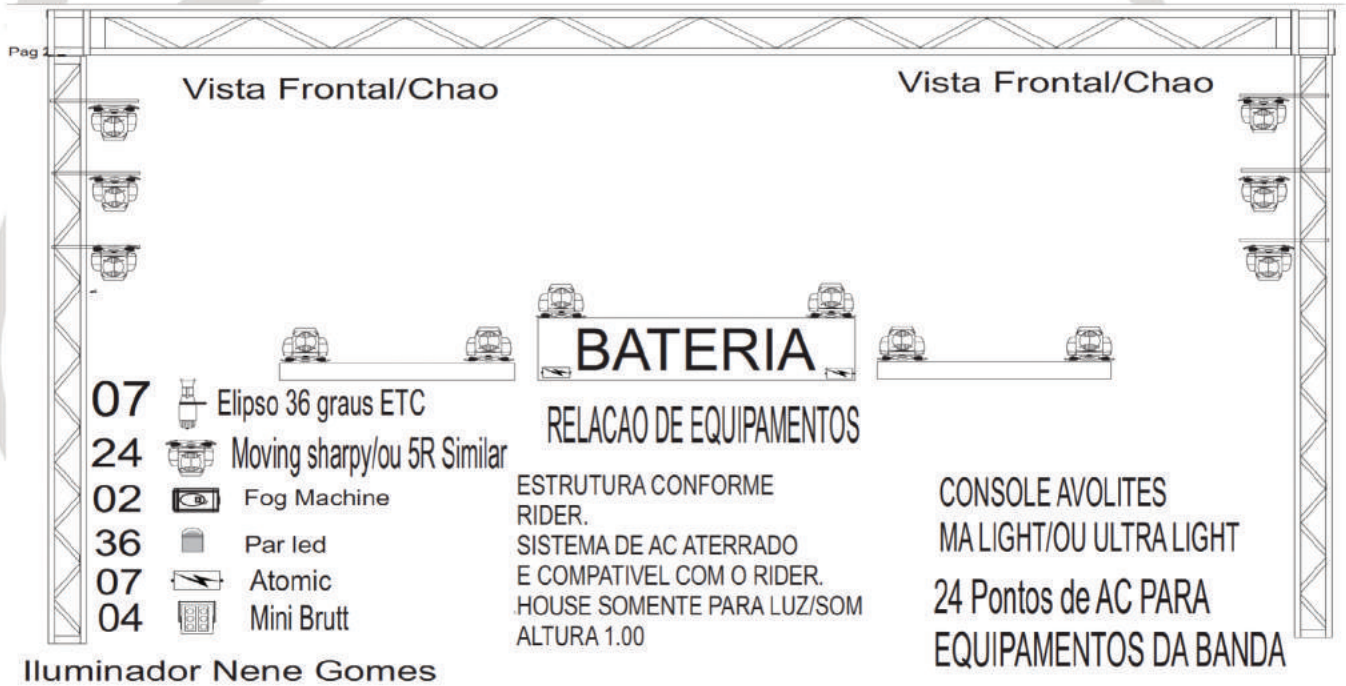 Pag 2
Vista Frontal/Chao
Vista Frontal/Chao
BATERIA
07 Elipso 36 graus ETC
24 Moving sharpy/ou 5R Similar
02 Fog Machine
36 Par led
07 Atomic
04 Mini Brutt
Iluminador Nene Gomes
RELACAO DE EQUIPAMENTOS
ESTRUTURA CONFORME
RIDER.
SISTEMA DE AC ATERRADO
E COMPATIVEL COM O RIDER.
HOUSE SOMENTE PARA LUZ/SOM
ALTURA 1.00
CONSOLE AVOLITES
MA LIGHT/OU ULTRA LIGHT
24 Pontos de AC PARA
EQUIPAMENTOS DA BANDA